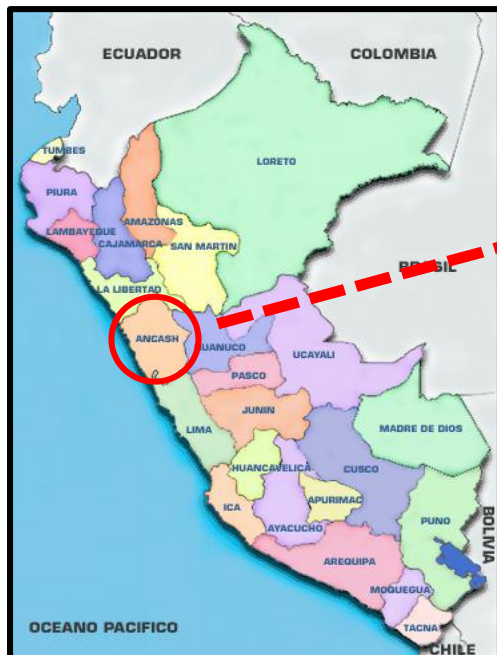 ECUADOR
COLOMBIA
TUMBES
LORETO
PIURA
AMAZONAS
LAMBAYEQUE
CAJAMARCA
SAN MARTIN
BRASIL
LA LIBERTAD
ANCASH
UANUCO
UCAYALI
PASCO
JUNIN
LIMA
MADRE DE DIOS
HUANCAVELICA
CUSCO
APURIMAC
ICA
PUNO
AYACUCHO
BOLIVIA
AREQUIPA
MOQUEGUA
OCEANO PACIFICO
TACNA
CHILE